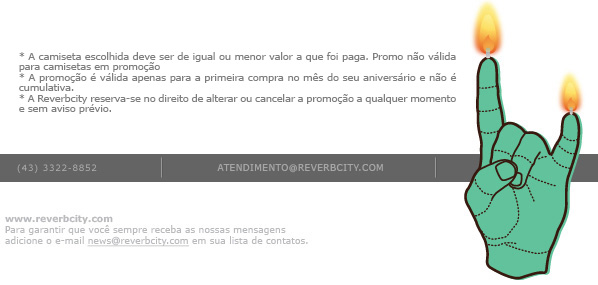 * A camiseta escolhida deve ser de igual ou menor valor a que foi paga. Promo não válida
para camisetas em promoção
* A promoção é válida apenas para a primeira compra no mês do seu aniversário e não é
cumulativa.
* A Reverbcity reserva-se no direito de alterar ou cancelar a promoção a qualquer momento
e sem aviso prévio.
(43) 3322-8852 ATENDIMENTO@REVERBCITY.COM
www.reverbcity.com
Para garantir que você sempre receba as nossas mensagens
adicione o e-mail news@reverbcity.com em sua lista de contatos.